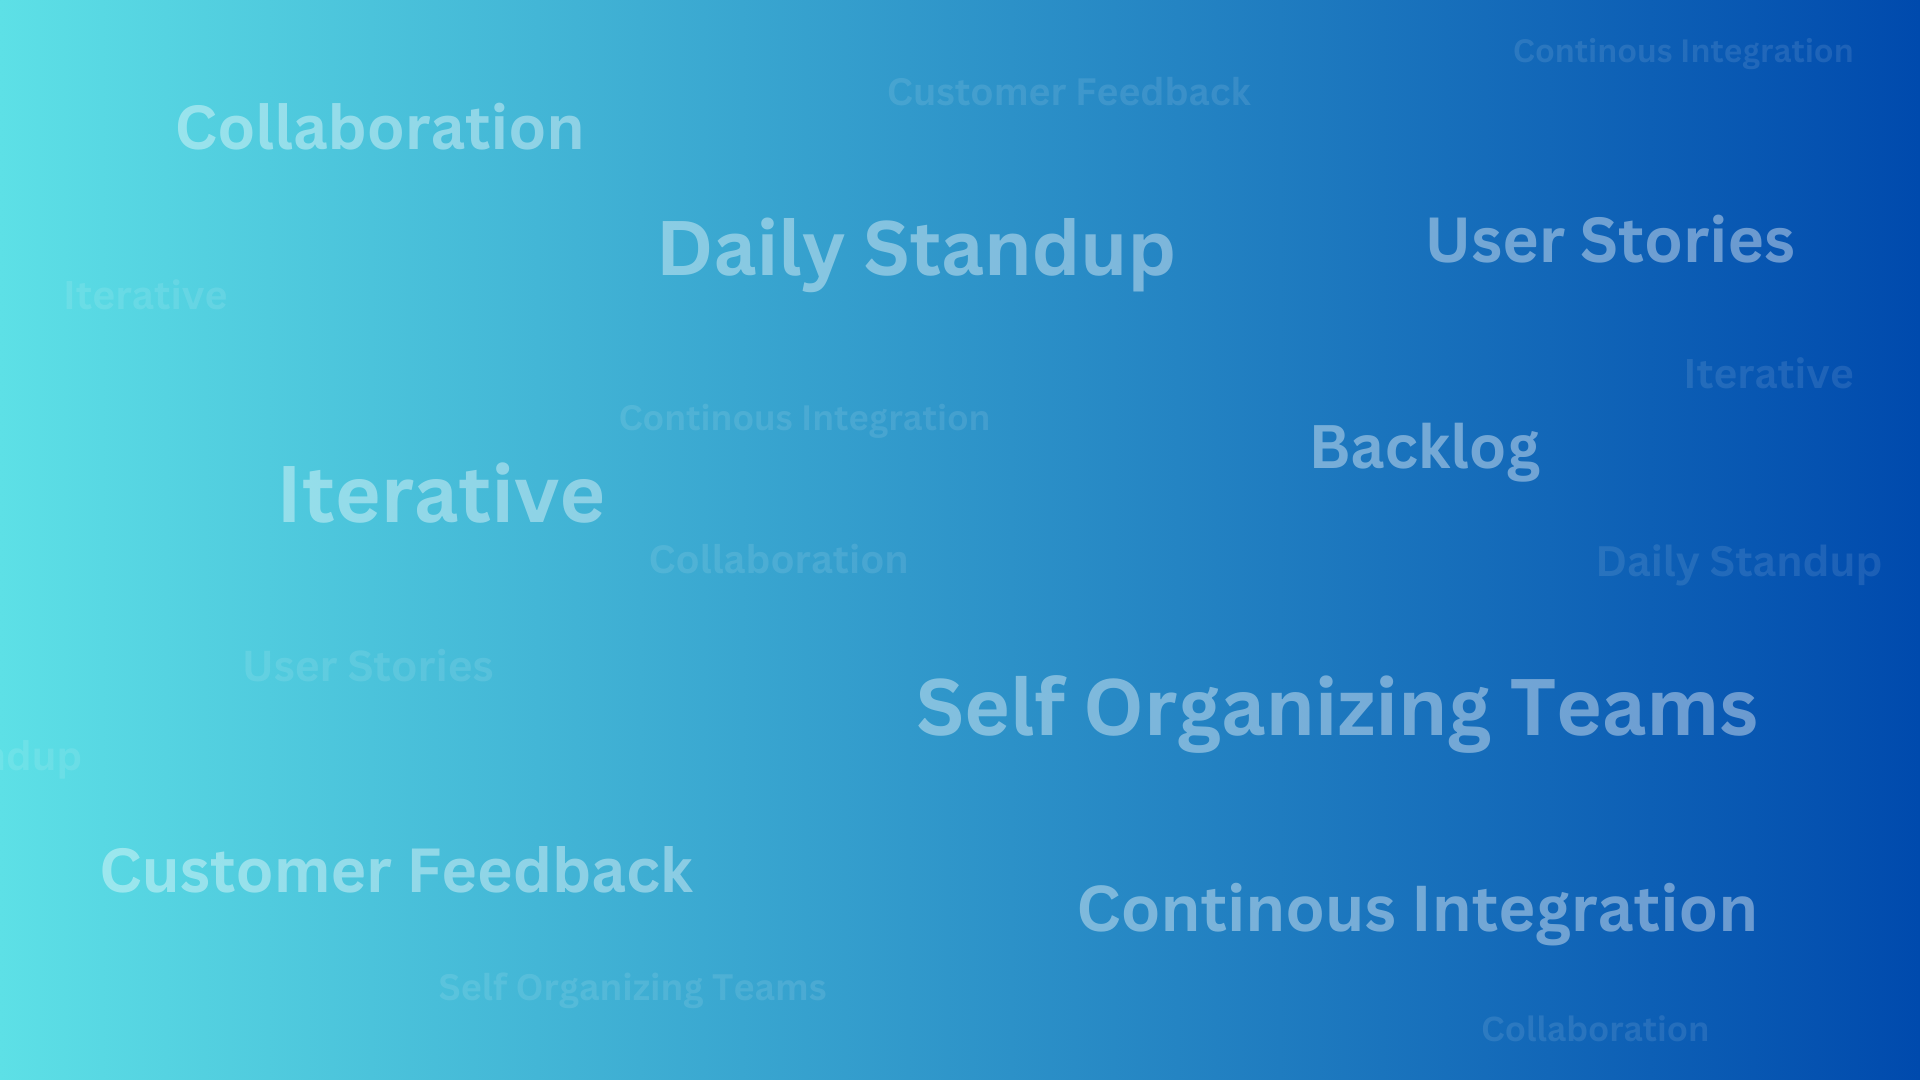 Continous Integration
Customer Feedback
Collaboration
Daily Standup
User Stories
Iterative
Iterative
Continous Integration
Backlog
Iterative
Collaboration
Daily Standup
User Stories
Self Organizing Teams
ndup
Customer Feedback
Continous Integration
Self Organizing Teams
Collaboration